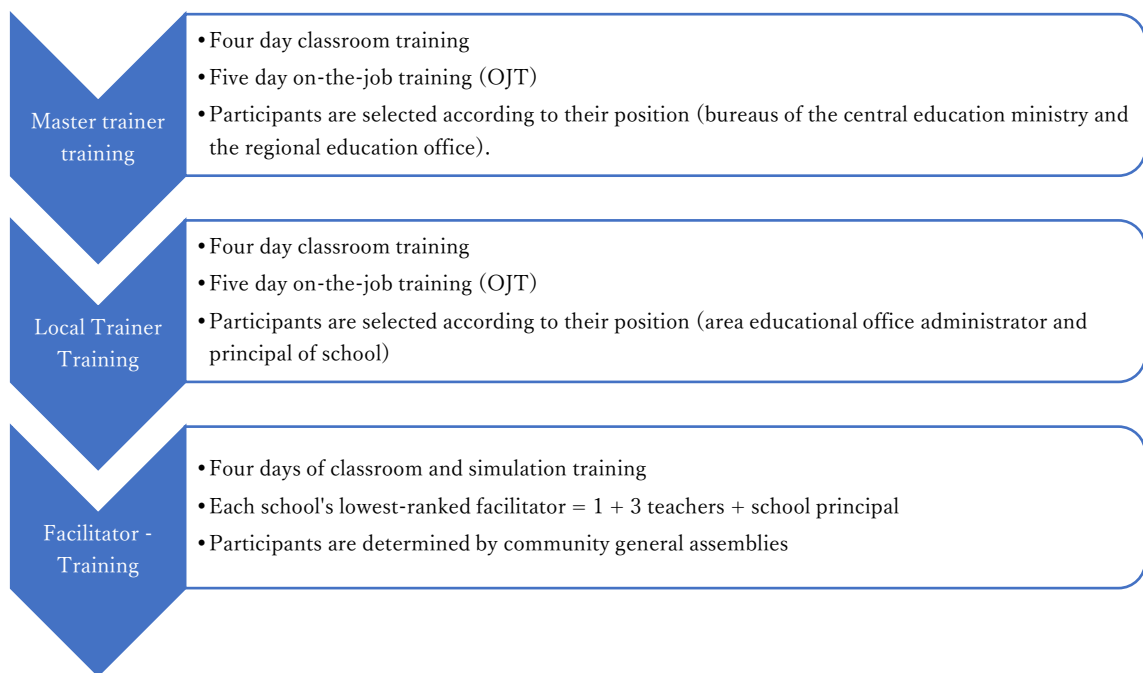 Master trainer
training
•Four day classroom training
•Five day on-the-job training (OJT)
•Participants are selected according to their position (bureaus of the central education ministry and
the regional education office).
Local Trainer
Training
•Four day classroom training
•Five day on-the-job training (OJT)
•Participants are selected according to their position (area educational office administrator and
principal of school)
Facilitator -
Training
•Four days of classroom and simulation training
•Each school's lowest-ranked facilitator = 1 + 3 teachers + school principal
•Participants are determined by community general assemblies